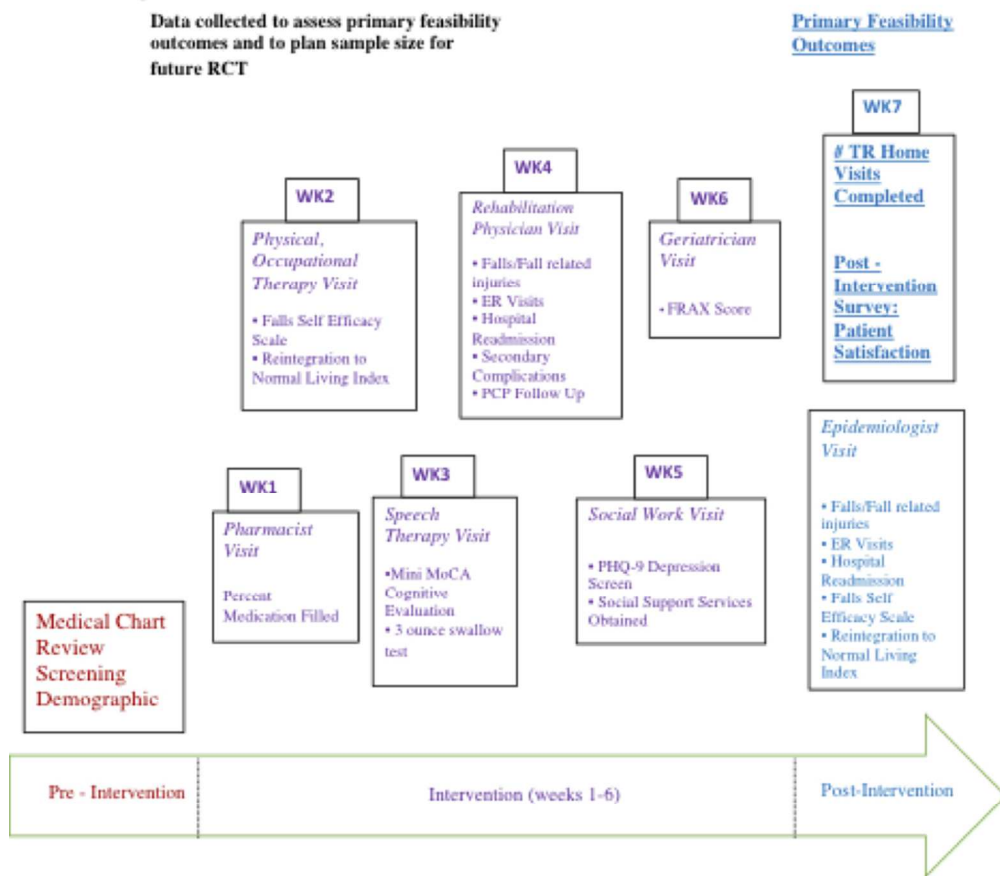 Data collected to assess primary feasibility
outcomes and to plan sample size for
future RCT
Primary Feasibility
Outcomes
WK7
# TR Home
Visits
Completed
Post -
Intervention
Survey:
Patient
Satisfaction
WK2
Physical,
Occupational
Therapy Visit
• Falls Self Efficacy
Scale
• Reintegration to
Normal Living Index
WK4
Rehabilitation
Physician Visit
• Falls/Fall related
injuries
• ER Visits
• Hospital
Readmission
• Secondary
Complications
• PCP Follow Up
WK6
Geriatrician
Visit
• FRAX Score
WK1
Pharmacist
Visit
Percent
Medication Filled
WK3
Speech
Therapy Visit
•Mini MoCA
Cognitive
Evaluation
• 3 ounce swallow
test
WK5
Social Work Visit
• PHQ-9 Depression
Screen
• Social Support Services
Obtained
Epidemiologist
Visit
• Falls/Fall related
injuries
• ER Visits
• Hospital
Readmission
• Falls Self
Efficacy Scale
• Reintegration to
Normal Living
Index
Medical Chart
Review
Screening
Demographic
Pre - Intervention
Intervention (weeks 1-6)
Post-Intervention